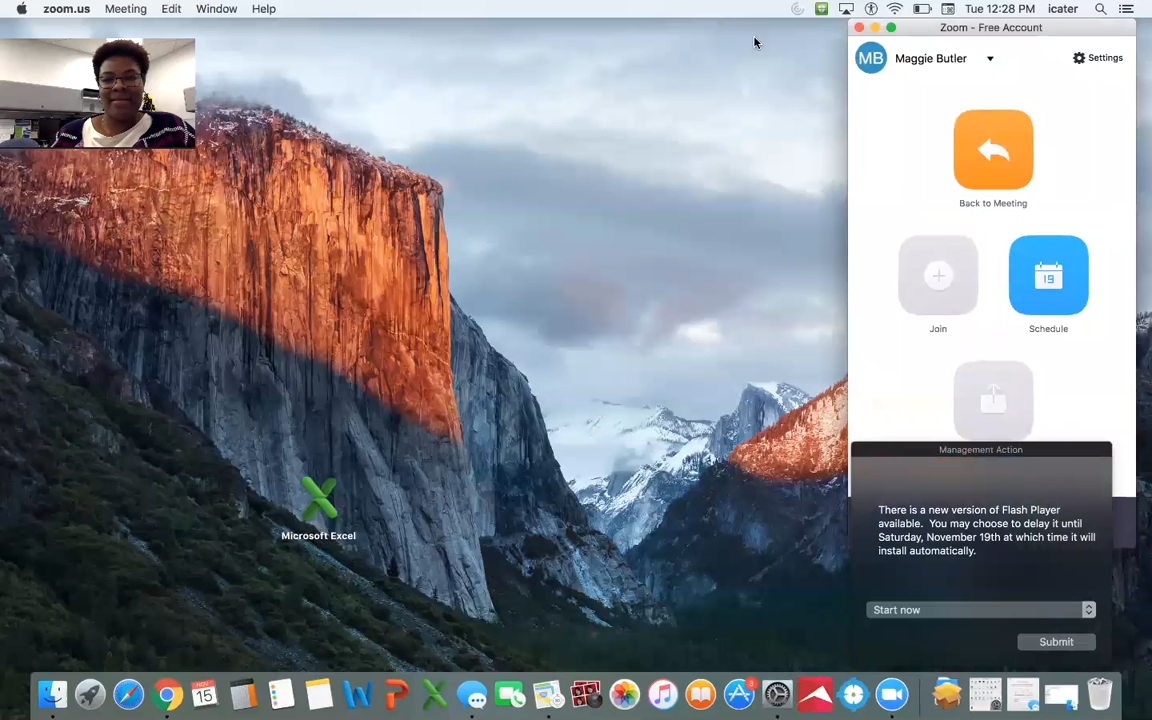 zoom.us Meeting Edit Window Help
Tue 12:28 PM icater
Zoom - Free Account
MB Maggie Butler
Settings
Back to Meeting
19
Join
Schedule
Management Action
There is a new version of Flash Player
available. You may choose to delay it until
Saturday, November 19th at which time it will
install automatically.
Start now
Submit
Microsoft Excel
NOV
15
3